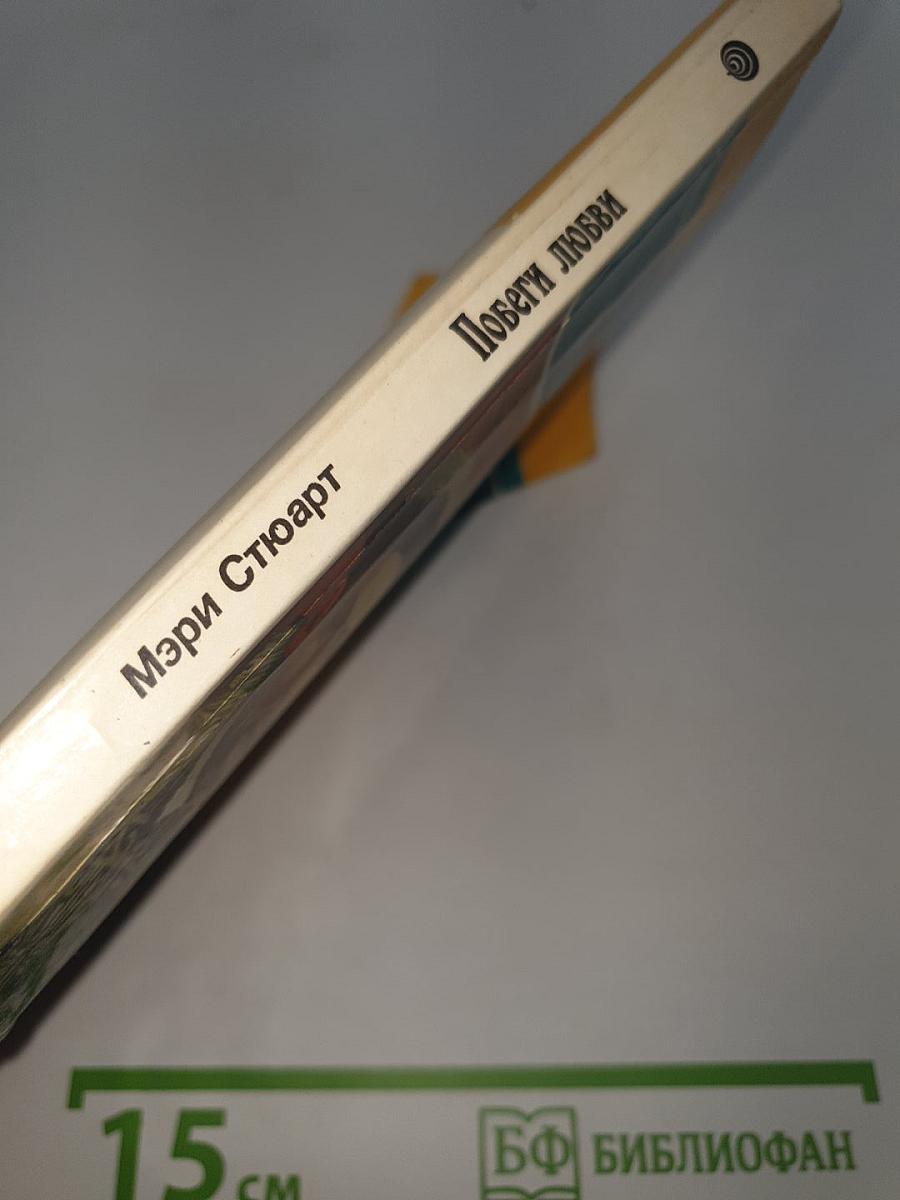 Мэри Стюарт
Побеги любви
15 см
БФ БИБЛИОФАН